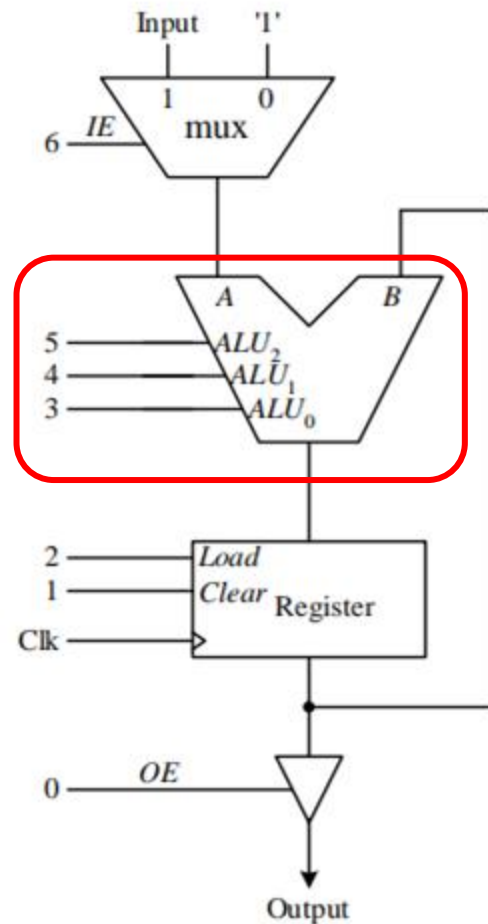 Input '1'
1 0
mux
6 IE
A B
5 ALU2
4 ALU1
3 ALU0
2 Load
1 Clear
Register
Clk
0 OE
Output